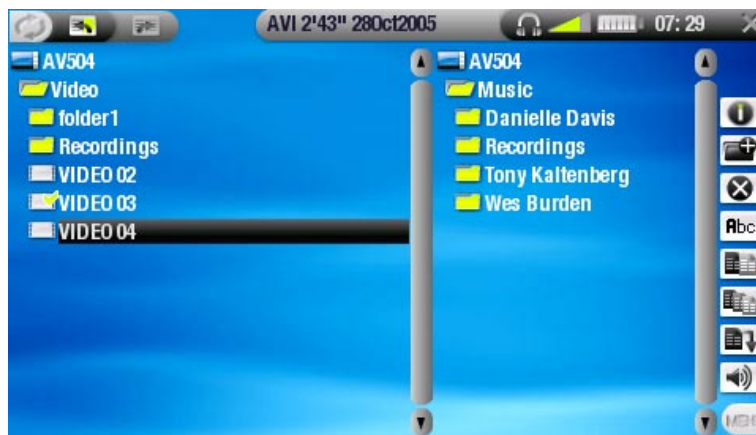 AVI 2'43" 28Oct2005
07:29
AV504
Video
folder1
Recordings
VIDEO 02
VIDEO 03
VIDEO 04
AV504
Music
Danielle Davis
Recordings
Tony Kaltenberg
Wes Burden
Abc